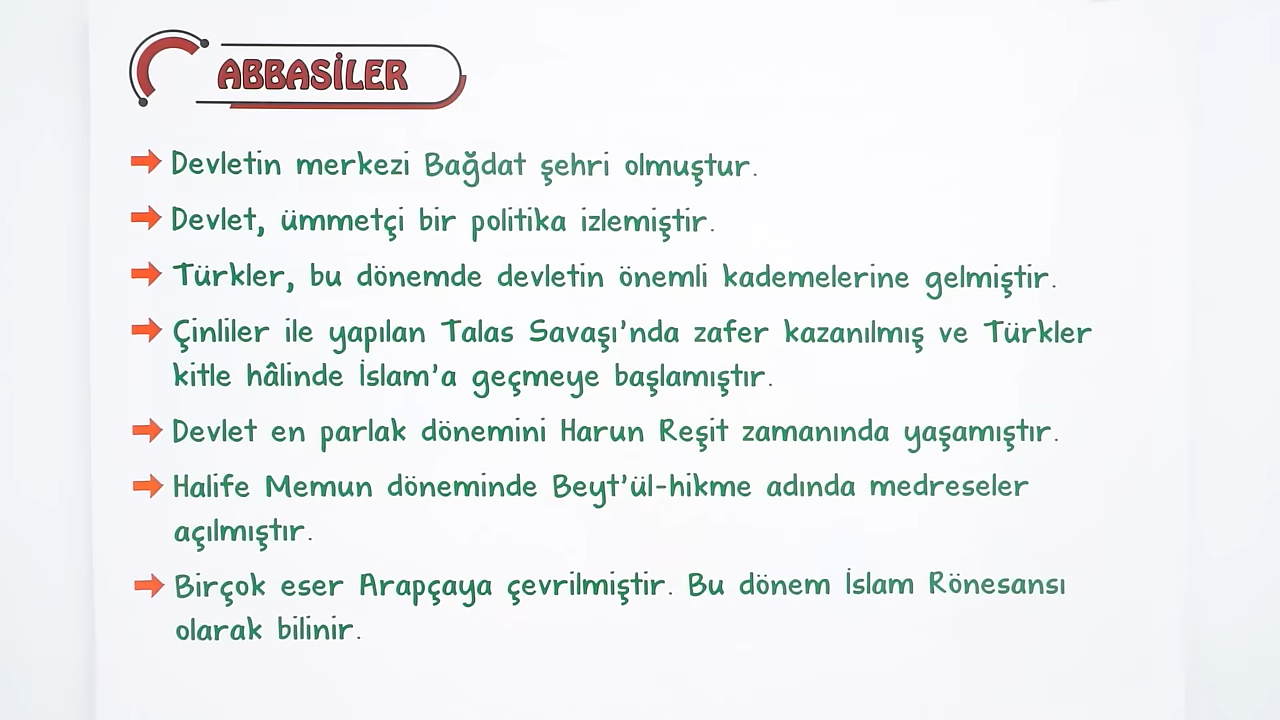 ABBASİLER
Devletin merkezi Bağdat şehri olmuştur.
Devlet, ümmetçi bir politika izlemiştir.
Türkler, bu dönemde devletin önemli kademelerine gelmiştir.
Çinliler ile yapılan Talas Savaşı'nda zafer kazanılmış ve Türkler
kitle hâlinde İslam'a geçmeye başlamıştır.
Devlet en parlak dönemini Harun Reşit zamanında yaşamıştır.
Halife Memun döneminde Beyt'ül-hikme adında medreseler
açılmıştır.
Birçok eser Arapçaya çevrilmiştir. Bu dönem İslam Rönesansı
olarak bilinir.